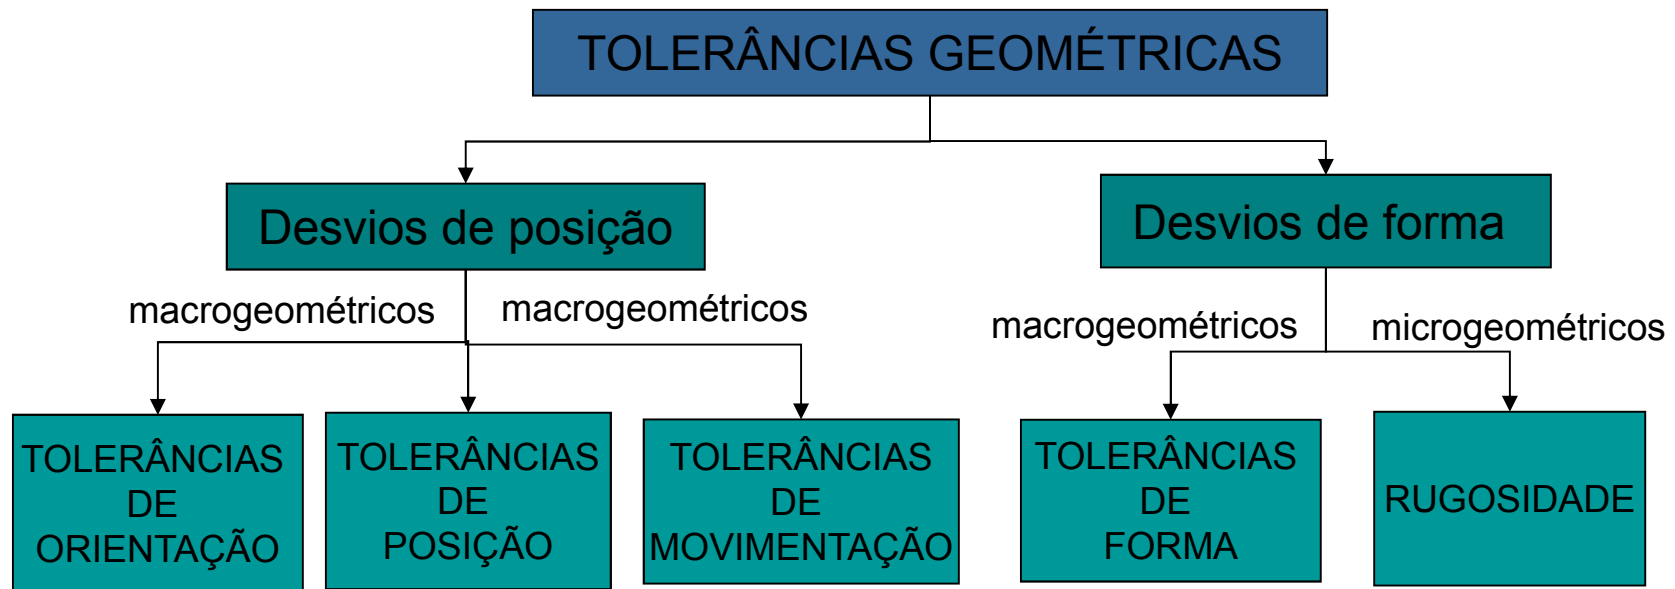 TOLERÂNCIAS GEOMÉTRICAS
Desvios de posição
Desvios de forma
macrogeométricos
macrogeométricos
macrogeométricos
microgeométricos
TOLERÂNCIAS
DE
ORIENTAÇÃO
TOLERÂNCIAS
DE
POSIÇÃO
TOLERÂNCIAS
DE
MOVIMENTAÇÃO
TOLERÂNCIAS
DE
FORMA
RUGOSIDADE